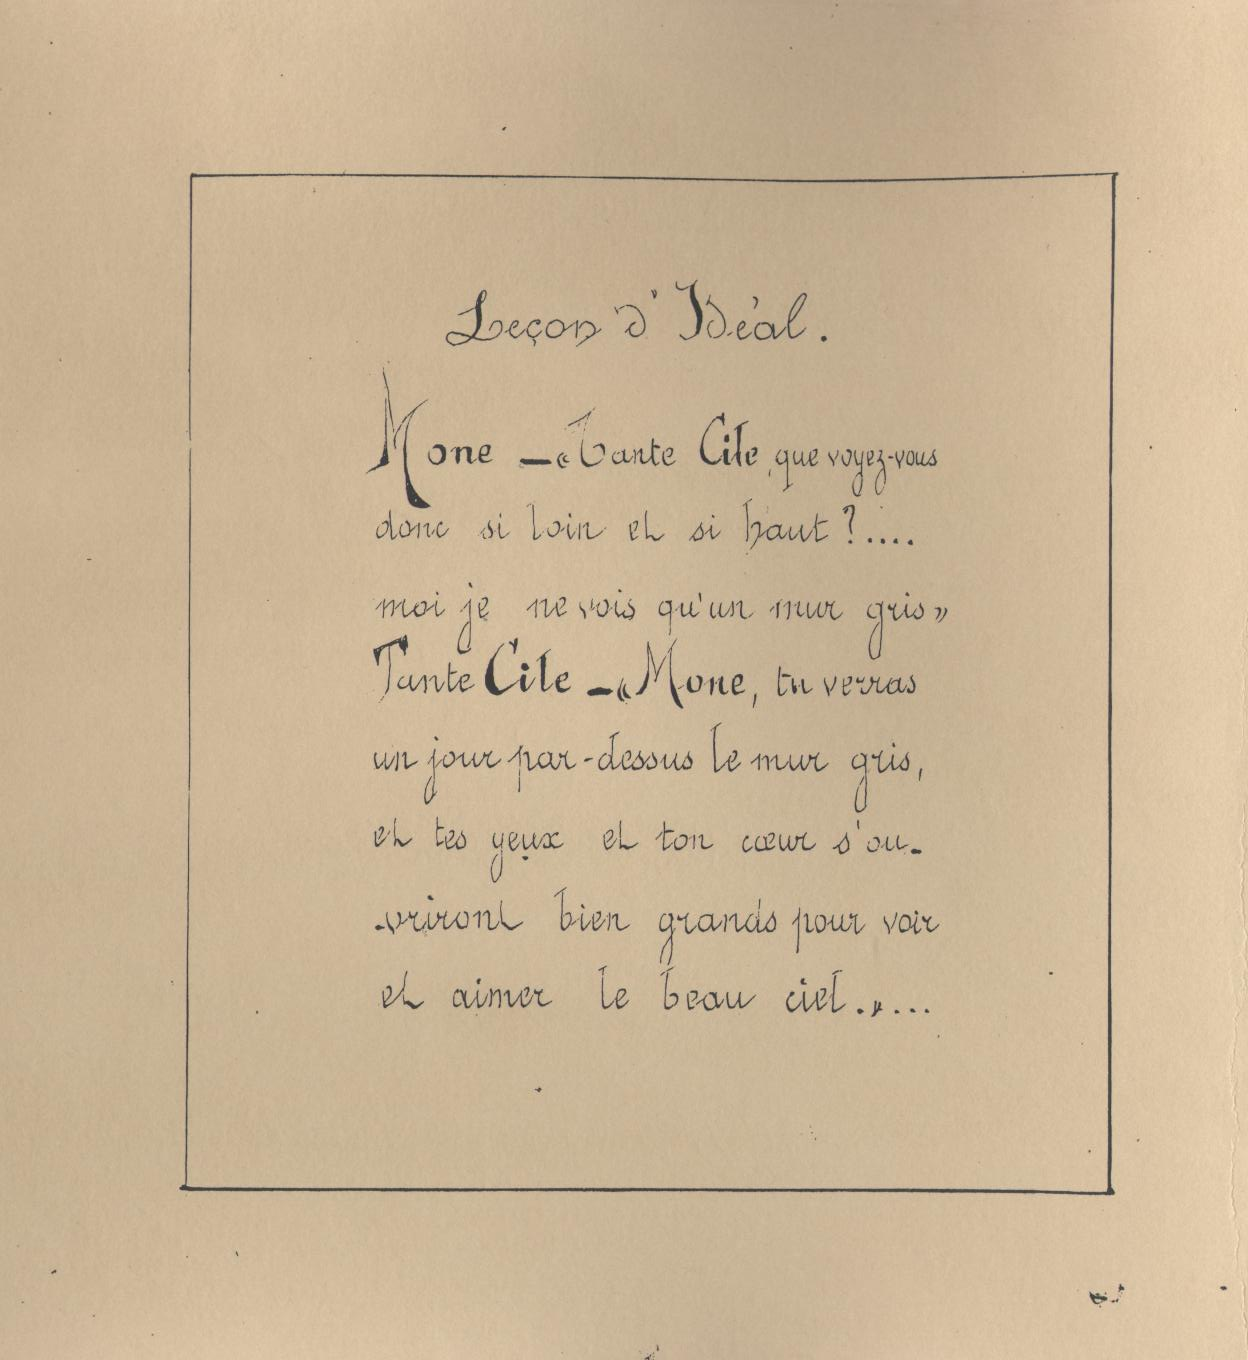 Leçon d'Idéal.
Mone — « Tante Cile, que voyez-vous
donc si loin et si haut ?....
moi je ne vois qu'un mur gris »
Tante Cile — « Mone, tu verras
un jour par-dessus le mur gris,
et tes yeux et ton cœur s'ou-
-vriront bien grands pour voir
et aimer le beau ciel. »...